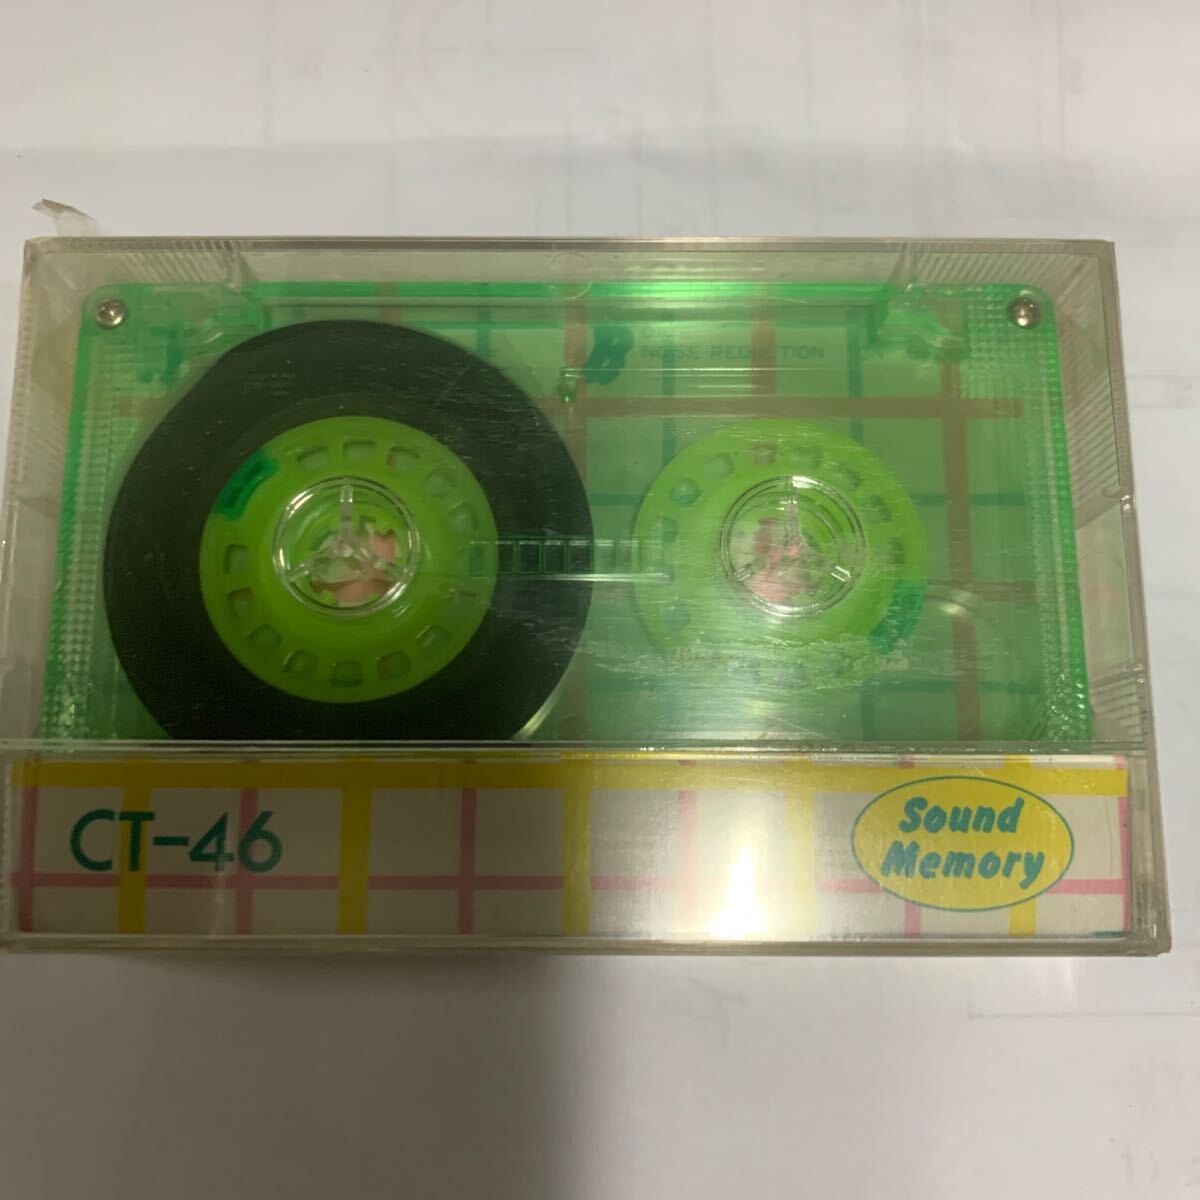 B
NOISE REDUCTION
CT-46
Sound
Memory